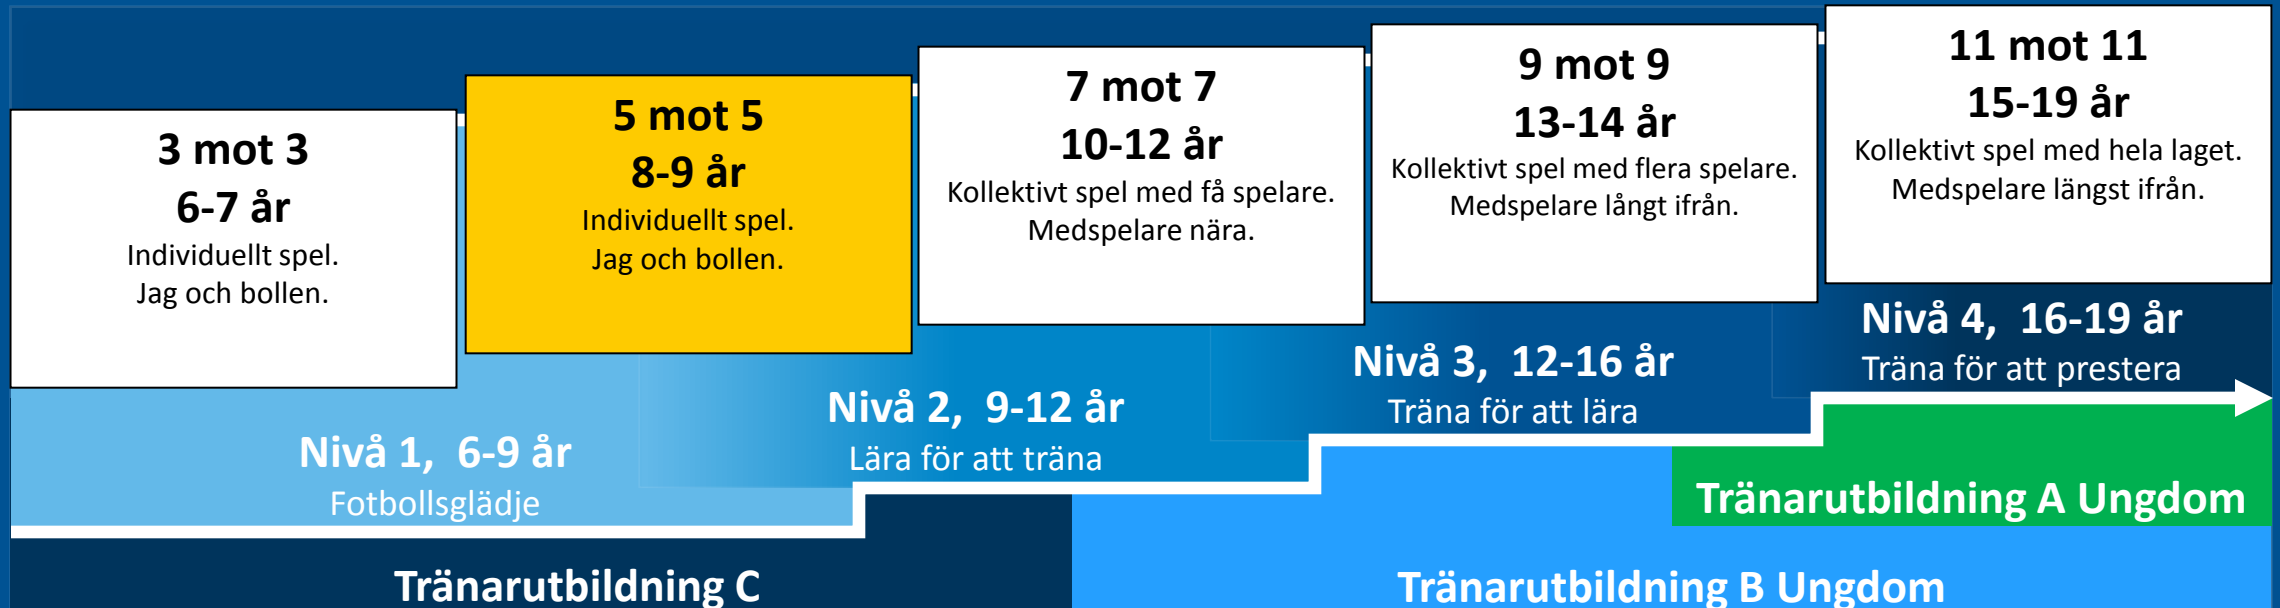 3 mot 3
6-7 år
Individuellt spel.
Jag och bollen.
5 mot 5
8-9 år
Individuellt spel.
Jag och bollen.
7 mot 7
10-12 år
Kollektivt spel med få spelare.
Medspelare nära.
9 mot 9
13-14 år
Kollektivt spel med flera spelare.
Medspelare långt ifrån.
11 mot 11
15-19 år
Kollektivt spel med hela laget.
Medspelare längst ifrån.
Nivå 1, 6-9 år
Fotbollsglädje
Nivå 2, 9-12 år
Lära för att träna
Nivå 3, 12-16 år
Träna för att lära
Nivå 4, 16-19 år
Träna för att prestera
Tränarutbildning A Ungdom
Tränarutbildning C
Tränarutbildning B Ungdom